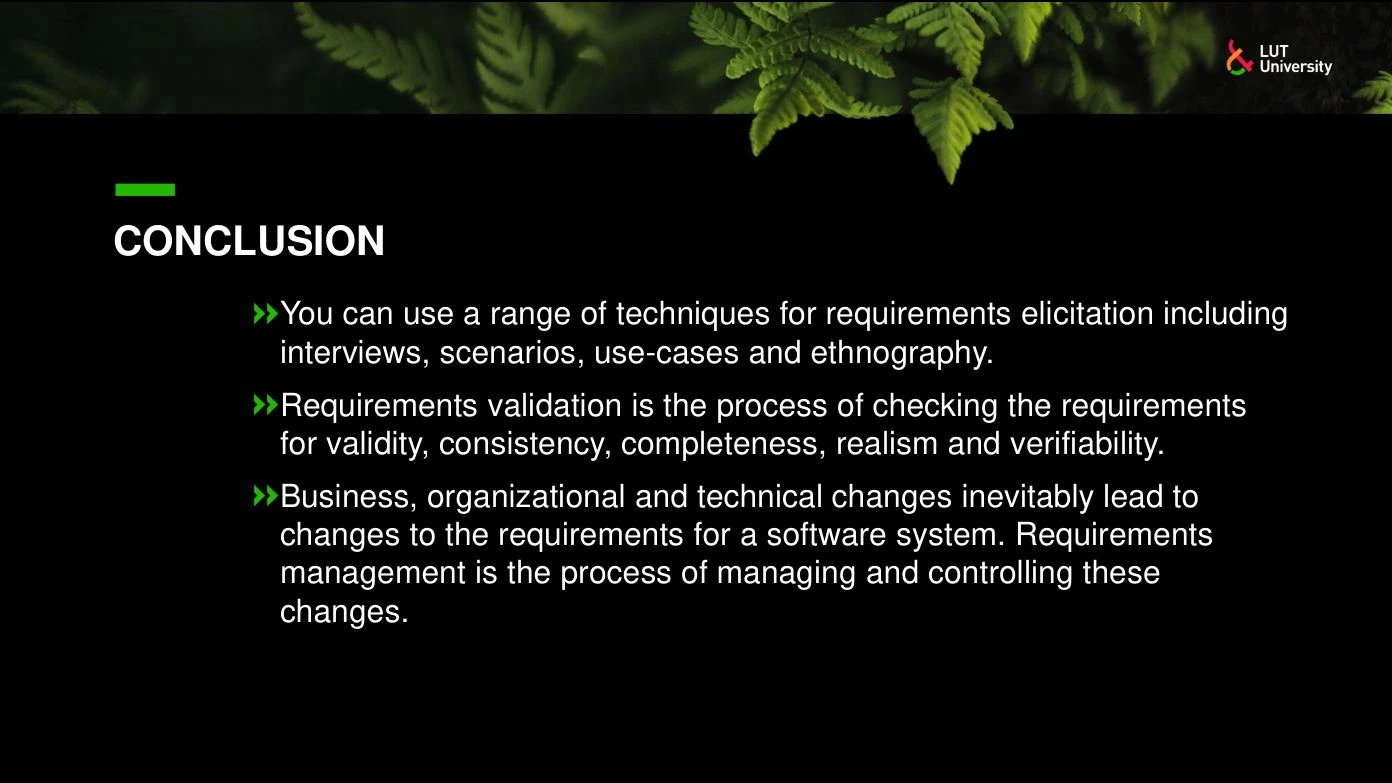 LUT
University
CONCLUSION
»You can use a range of techniques for requirements elicitation including
interviews, scenarios, use-cases and ethnography.
»Requirements validation is the process of checking the requirements
for validity, consistency, completeness, realism and verifiability.
»Business, organizational and technical changes inevitably lead to
changes to the requirements for a software system. Requirements
management is the process of managing and controlling these
changes.